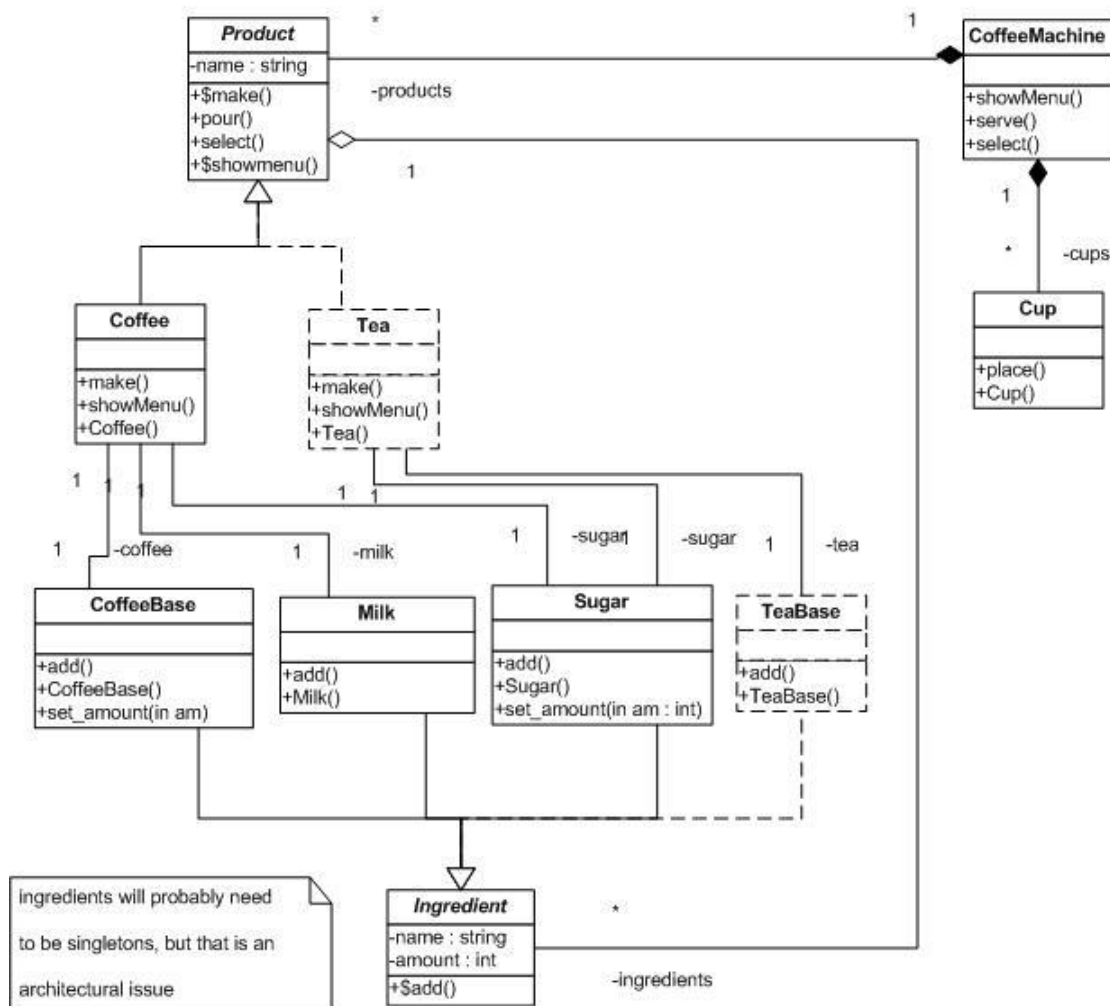 Product
-name : string
+$make()
+pour()
+select()
+$showmenu()
*
1
-products
1
CoffeeMachine
+showMenu()
+serve()
+select()
1
*
-cups
Cup
+place()
+Cup()
Coffee
+make()
+showMenu()
+Coffee()
Tea
+make()
+showMenu()
+Tea()
1
1
1
1
1
1
-coffee
1
-milk
1
-sugar
1
-sugar
1
-tea
CoffeeBase
+add()
+CoffeeBase()
+set_amount(in am)
Milk
+add()
+Milk()
Sugar
+add()
+Sugar()
+set_amount(in am : int)
TeaBase
+add()
+TeaBase()
ingredients will probably need
to be singletons, but that is an
architectural issue
Ingredient
-name : string
-amount : int
+$add()
*
-ingredients